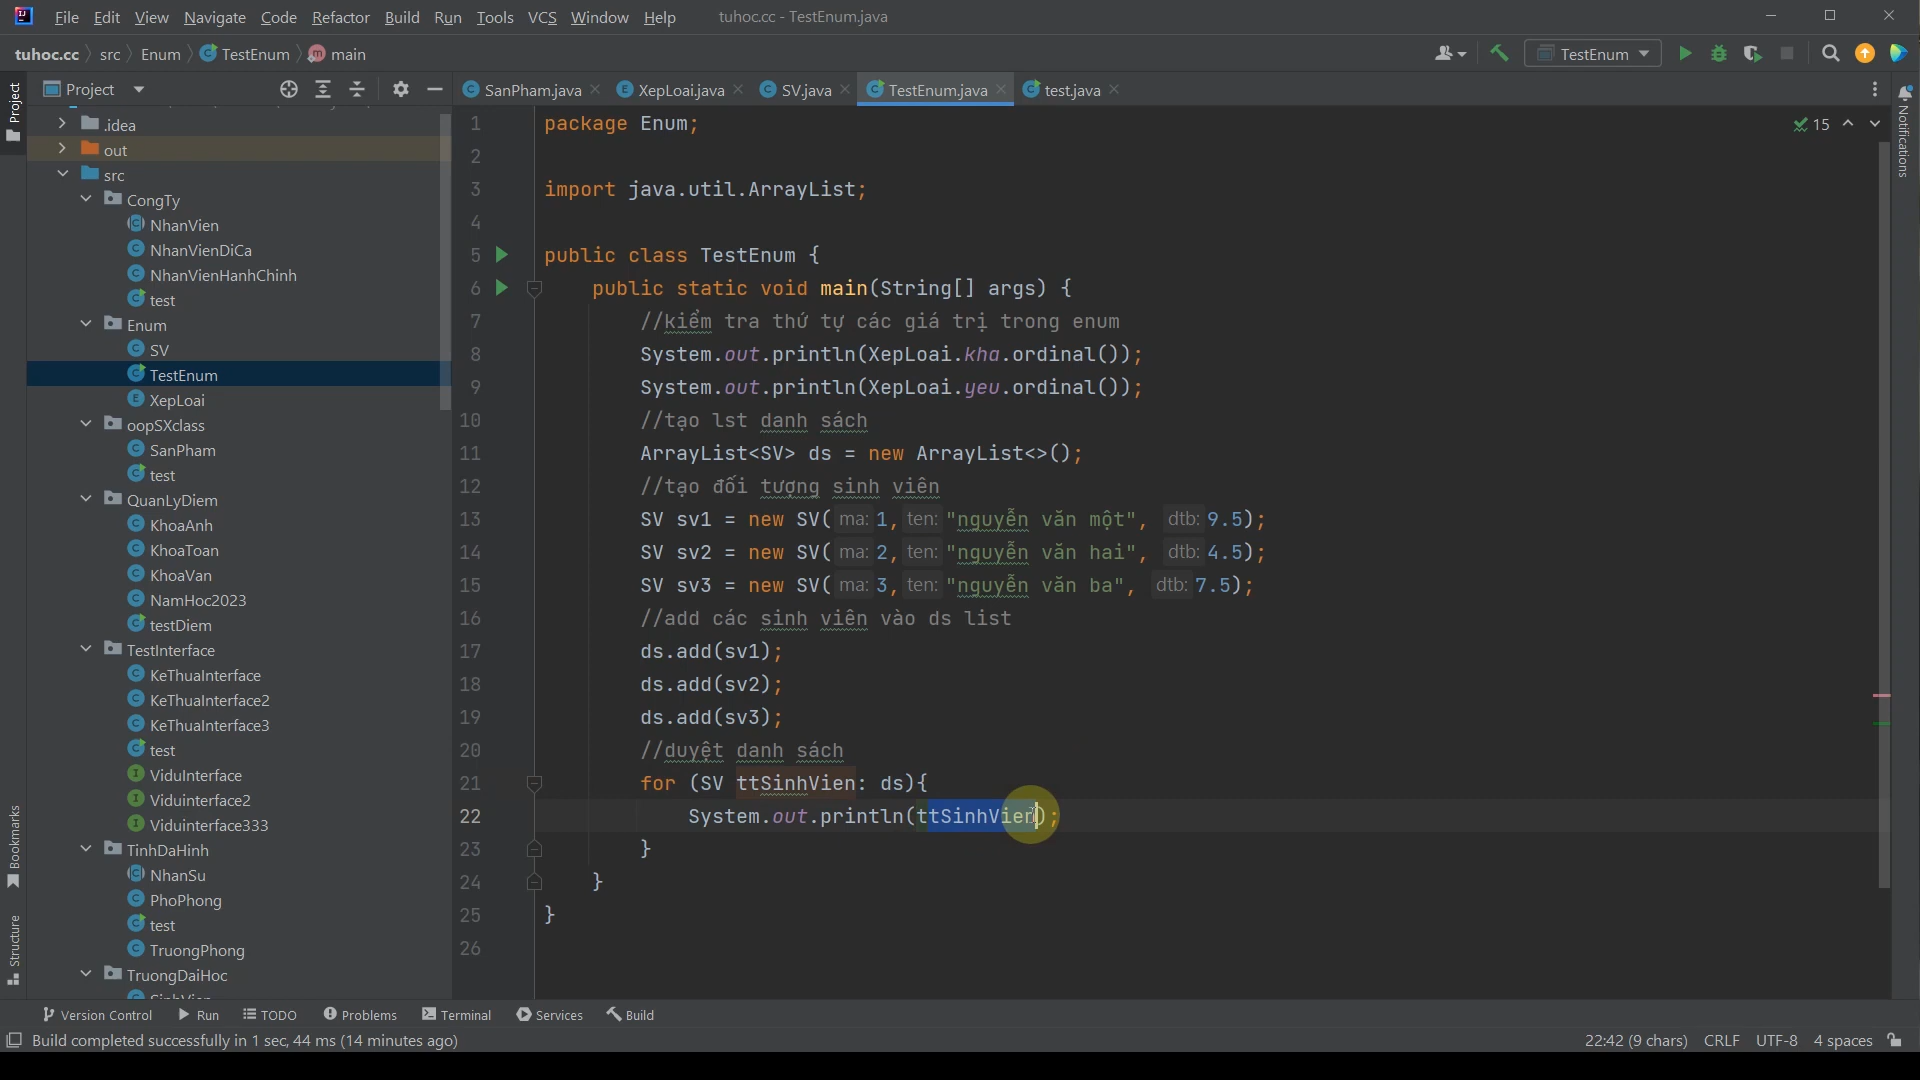 File Edit View Navigate Code Refactor Build Run Tools VCS Window Help tuhoc.cc - TestEnum.java
tuhoc.cc src Enum TestEnum main TestEnum
Project SanPham.java XepLoai.java SV.java TestEnum.java test.java
Project
Notifications
Bookmarks
Structure
.idea
out
src
CongTy
NhanVien
NhanVienDiCa
NhanVienHanhChinh
test
Enum
SV
TestEnum
XepLoai
oopSXclass
SanPham
test
QuanLyDiem
KhoaAnh
KhoaToan
KhoaVan
NamHoc2023
testDiem
TestInterface
KeThuaInterface
KeThuaInterface2
KeThuaInterface3
test
ViduInterface
Viduinterface2
Viduinterface333
TinhDaHinh
NhanSu
PhoPhong
test
TruongPhong
TruongDaiHoc
SinhVien
15
1 package Enum;
2
3 import java.util.ArrayList;
4
5 public class TestEnum {
6 public static void main(String[] args) {
7 //kiểm tra thứ tự các giá trị trong enum
8 System.out.println(XepLoai.kha.ordinal());
9 System.out.println(XepLoai.yeu.ordinal());
10 //tạo lst danh sách
11 ArrayList<SV> ds = new ArrayList<>();
12 //tạo đối tượng sinh viên
13 SV sv1 = new SV( ma: 1, ten: "nguyễn văn một", dtb: 9.5);
14 SV sv2 = new SV( ma: 2, ten: "nguyễn văn hai", dtb: 4.5);
15 SV sv3 = new SV( ma: 3, ten: "nguyễn văn ba", dtb: 7.5);
16 //add các sinh viên vào ds list
17 ds.add(sv1);
18 ds.add(sv2);
19 ds.add(sv3);
20 //duyệt danh sách
21 for (SV ttSinhVien: ds){
22 System.out.println(ttSinhVien);
23 }
24 }
25 }
26
Version Control Run TODO Problems Terminal Services Build
Build completed successfully in 1 sec, 44 ms (14 minutes ago) 22:42 (9 chars) CRLF UTF-8 4 spaces